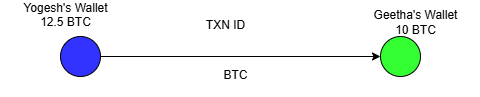 Yogesh's Wallet
12.5 BTC
TXN ID
BTC
Geetha's Wallet
10 BTC